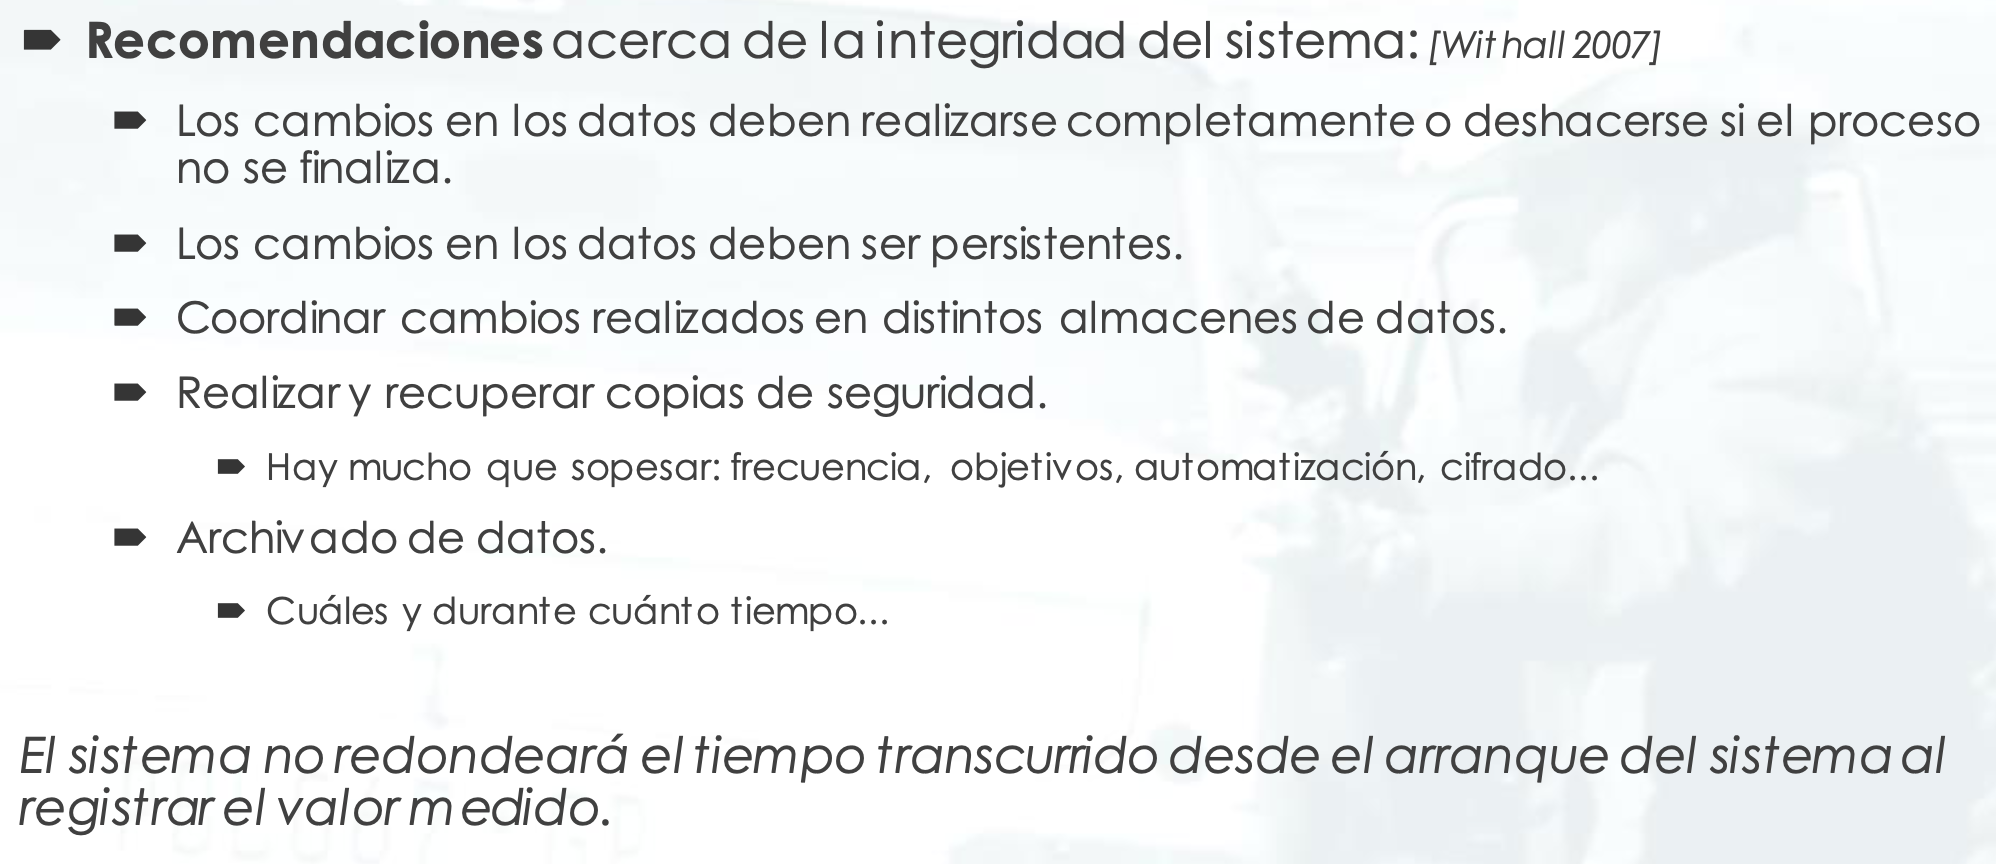 Recomendaciones acerca de la integridad del sistema: [Withall 2007]
Los cambios en los datos deben realizarse completamente o deshacerse si el proceso
no se finaliza.
Los cambios en los datos deben ser persistentes.
Coordinar cambios realizados en distintos almacenes de datos.
Realizar y recuperar copias de seguridad.
Hay mucho que sopesar: frecuencia, objetivos, automatización, cifrado...
Archivado de datos.
Cuáles y durante cuánto tiempo...
El sistema no redondeará el tiempo transcurrido desde el arranque del sistema al
registrar el valor medido.